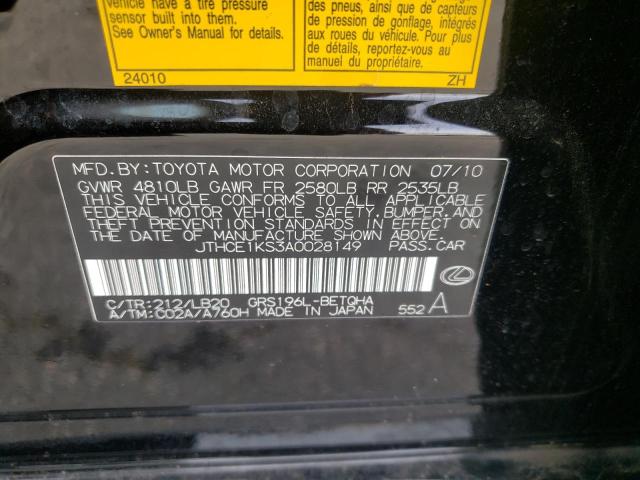 vehicle have a tire pressure
sensor built into them.
See Owner's Manual for details.
24010
des pneus, ainsi que de capteurs
de pression de gonflage, intégrés
aux roues du véhicule. Pour plus
de détails, reportez-vous au
manuel du propriétaire.
ZH
MFD.BY:TOYOTA MOTOR CORPORATION 07/10
GVWR 4810LB GAWR FR 2580LB RR 2535LB
THIS VEHICLE CONFORMS TO ALL APPLICABLE
FEDERAL MOTOR VEHICLE SAFETY,BUMPER,AND
THEFT PREVENTION STANDARDS IN EFFECT ON
THE DATE OF MANUFACTURE SHOWN ABOVE.
JTHCE1KS3A0028149 PASS.CAR
C/TR:212/LB20 GRS196L-BETQHA
A/TM:C02A/A760H MADE IN JAPAN 552 A